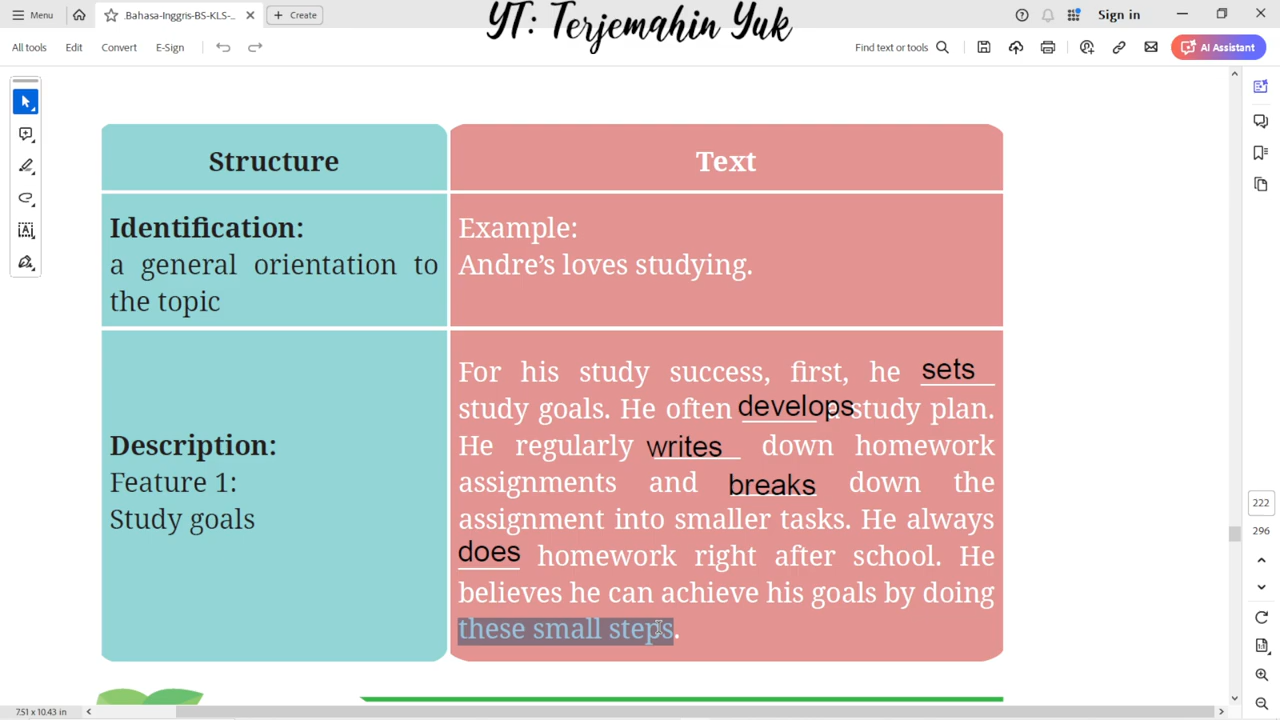 Menu
.Bahasa-Inggris-BS-KLS-...
Create
YT: Terjemahin Yuk
Sign in
All tools
Edit
Convert
E-Sign
Find text or tools
AI Assistant
Structure
Text
Identification:
a general orientation to
the topic
Example:
Andre's loves studying.
Description:
Feature 1:
Study goals
For his study success, first, he sets
study goals. He often develops a study plan.
He regularly writes down homework
assignments and breaks down the
assignment into smaller tasks. He always
does homework right after school. He
believes he can achieve his goals by doing
these small steps.
222
296
7.51 x 10.43 in